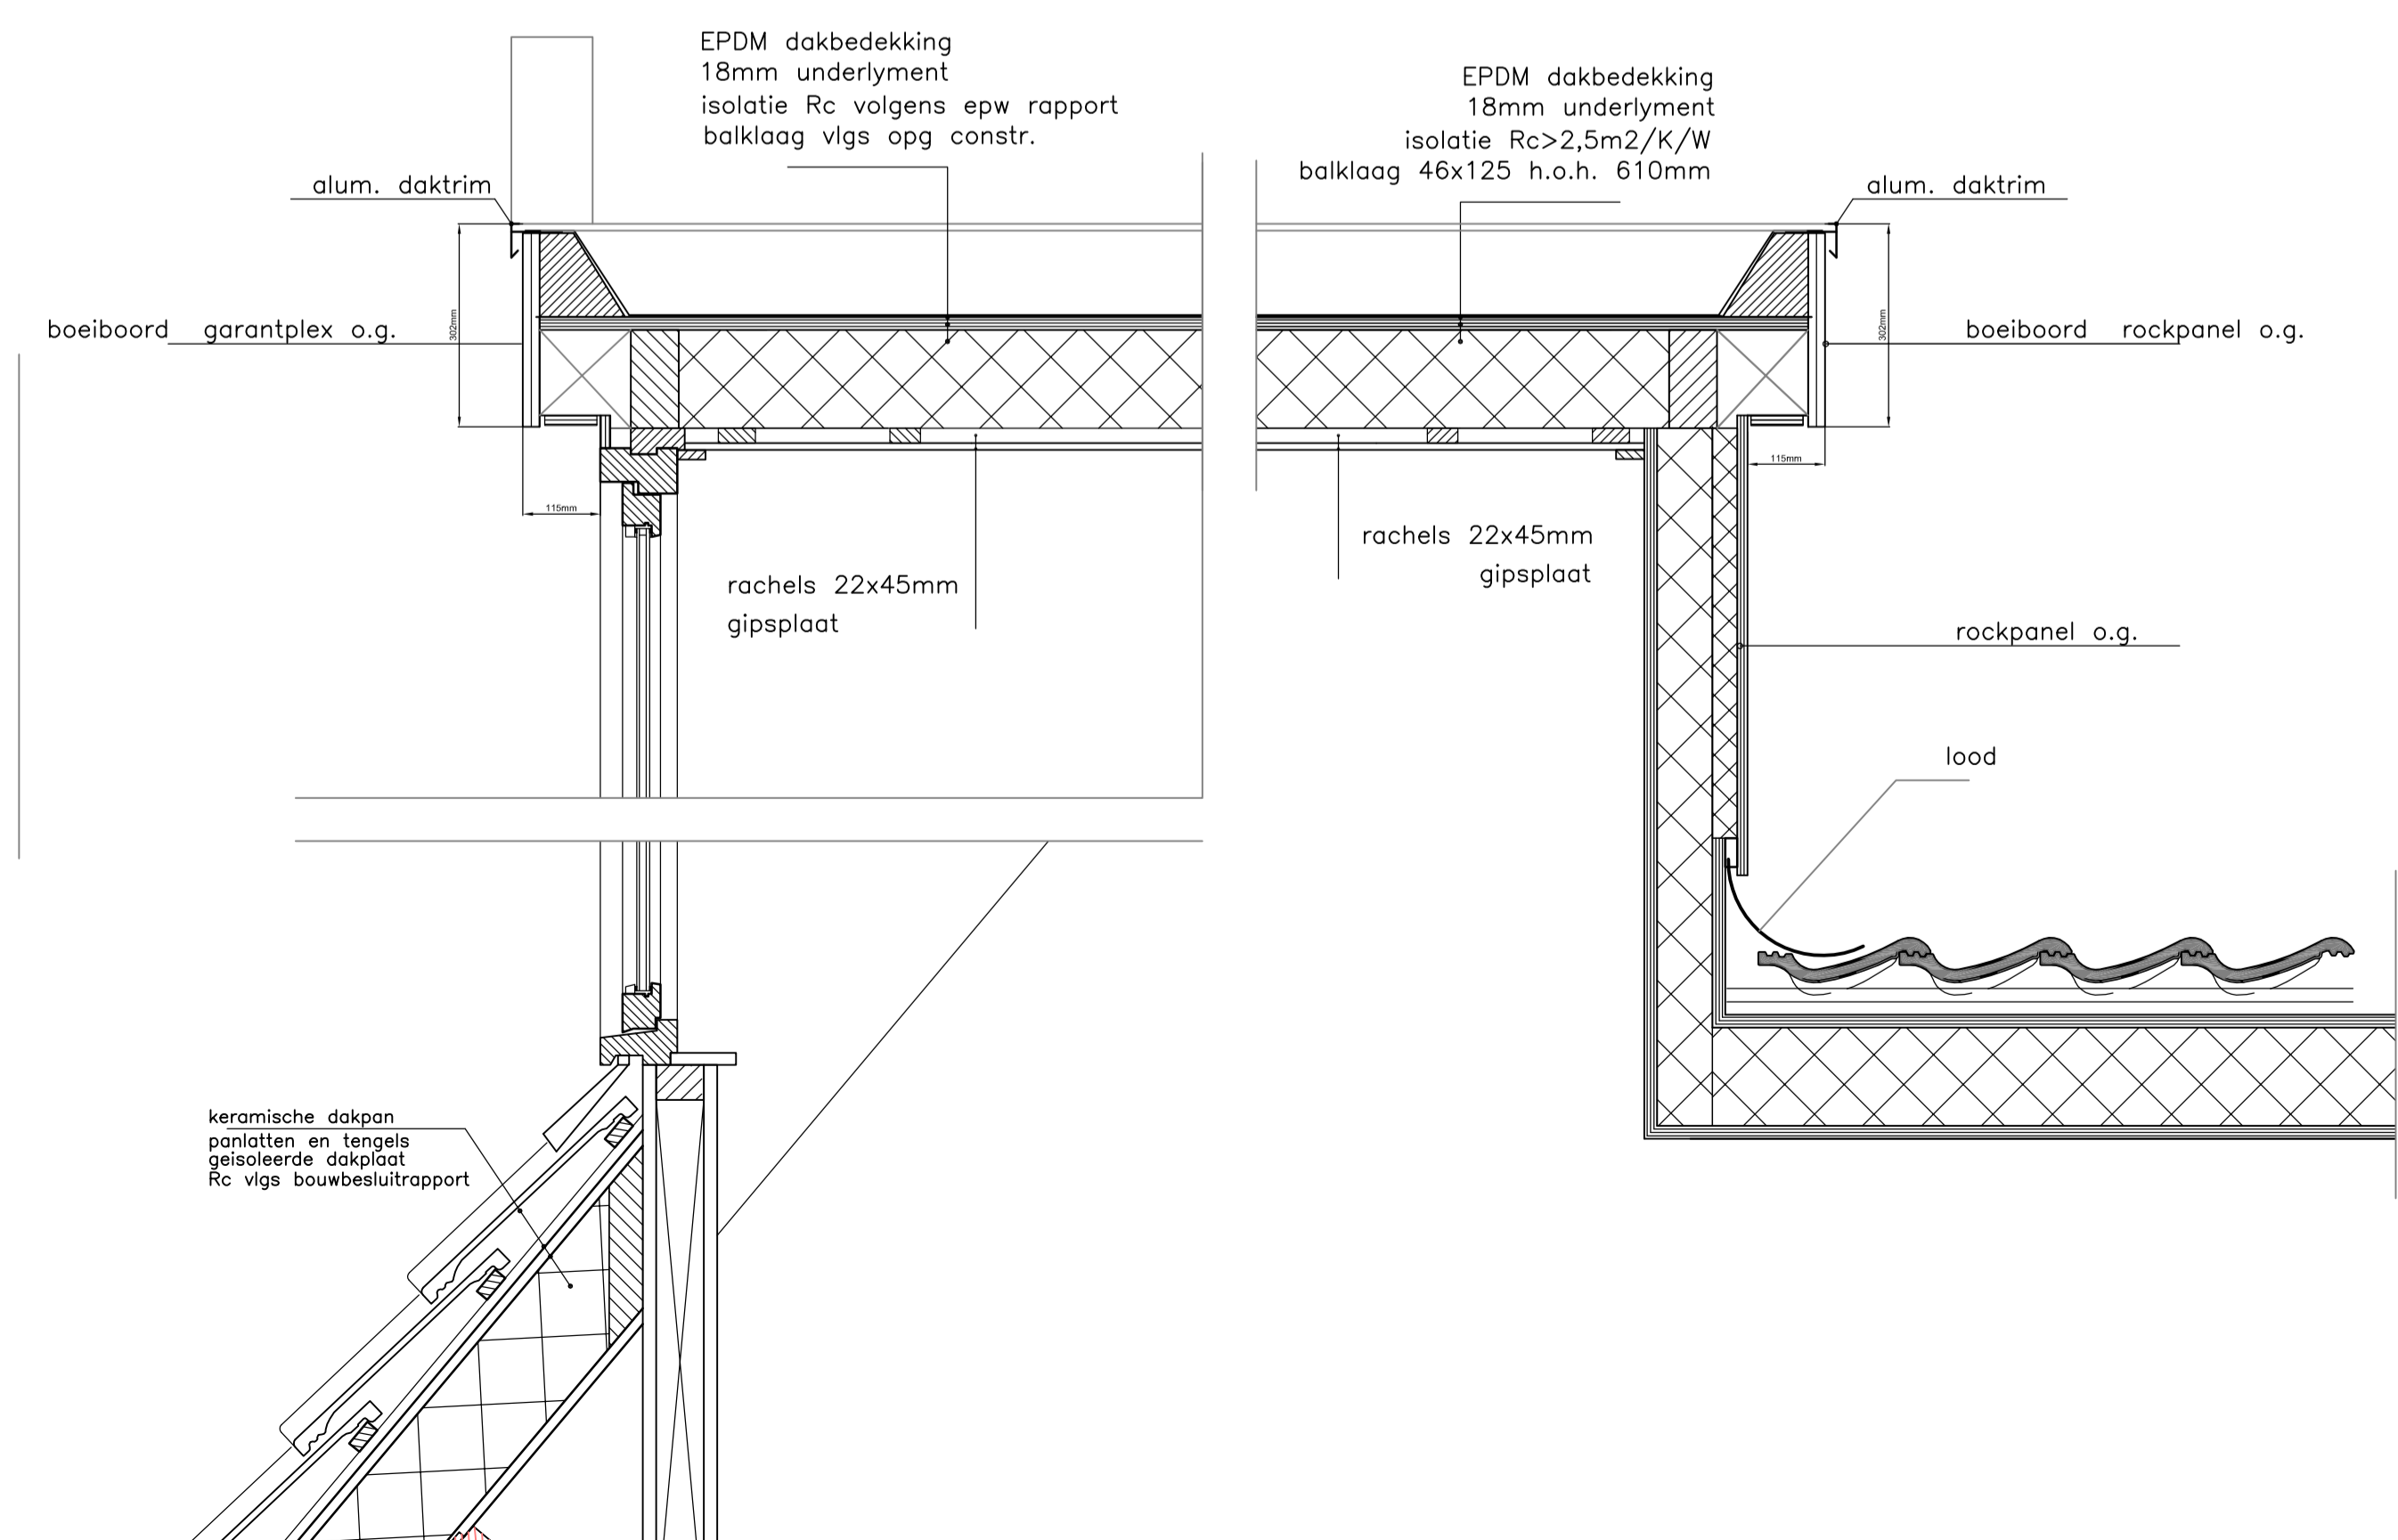 EPDM dakbedekking
18mm underlyment
isolatie Rc volgens epw rapport
balklaag vlgs opg constr.
EPDM dakbedekking
18mm underlyment
isolatie Rc>2,5m2/K/W
balklaag 46x125 h.o.h. 610mm
alum. daktrim
alum. daktrim
302mm
302mm
boeiboord garantplex o.g.
boeiboord rockpanel o.g.
115mm
115mm
rachels 22x45mm
gipsplaat
rachels 22x45mm
gipsplaat
rockpanel o.g.
lood
keramische dakpan
panlatten en tengels
geisoleerde dakplaat
Rc vlgs bouwbesluitrapport